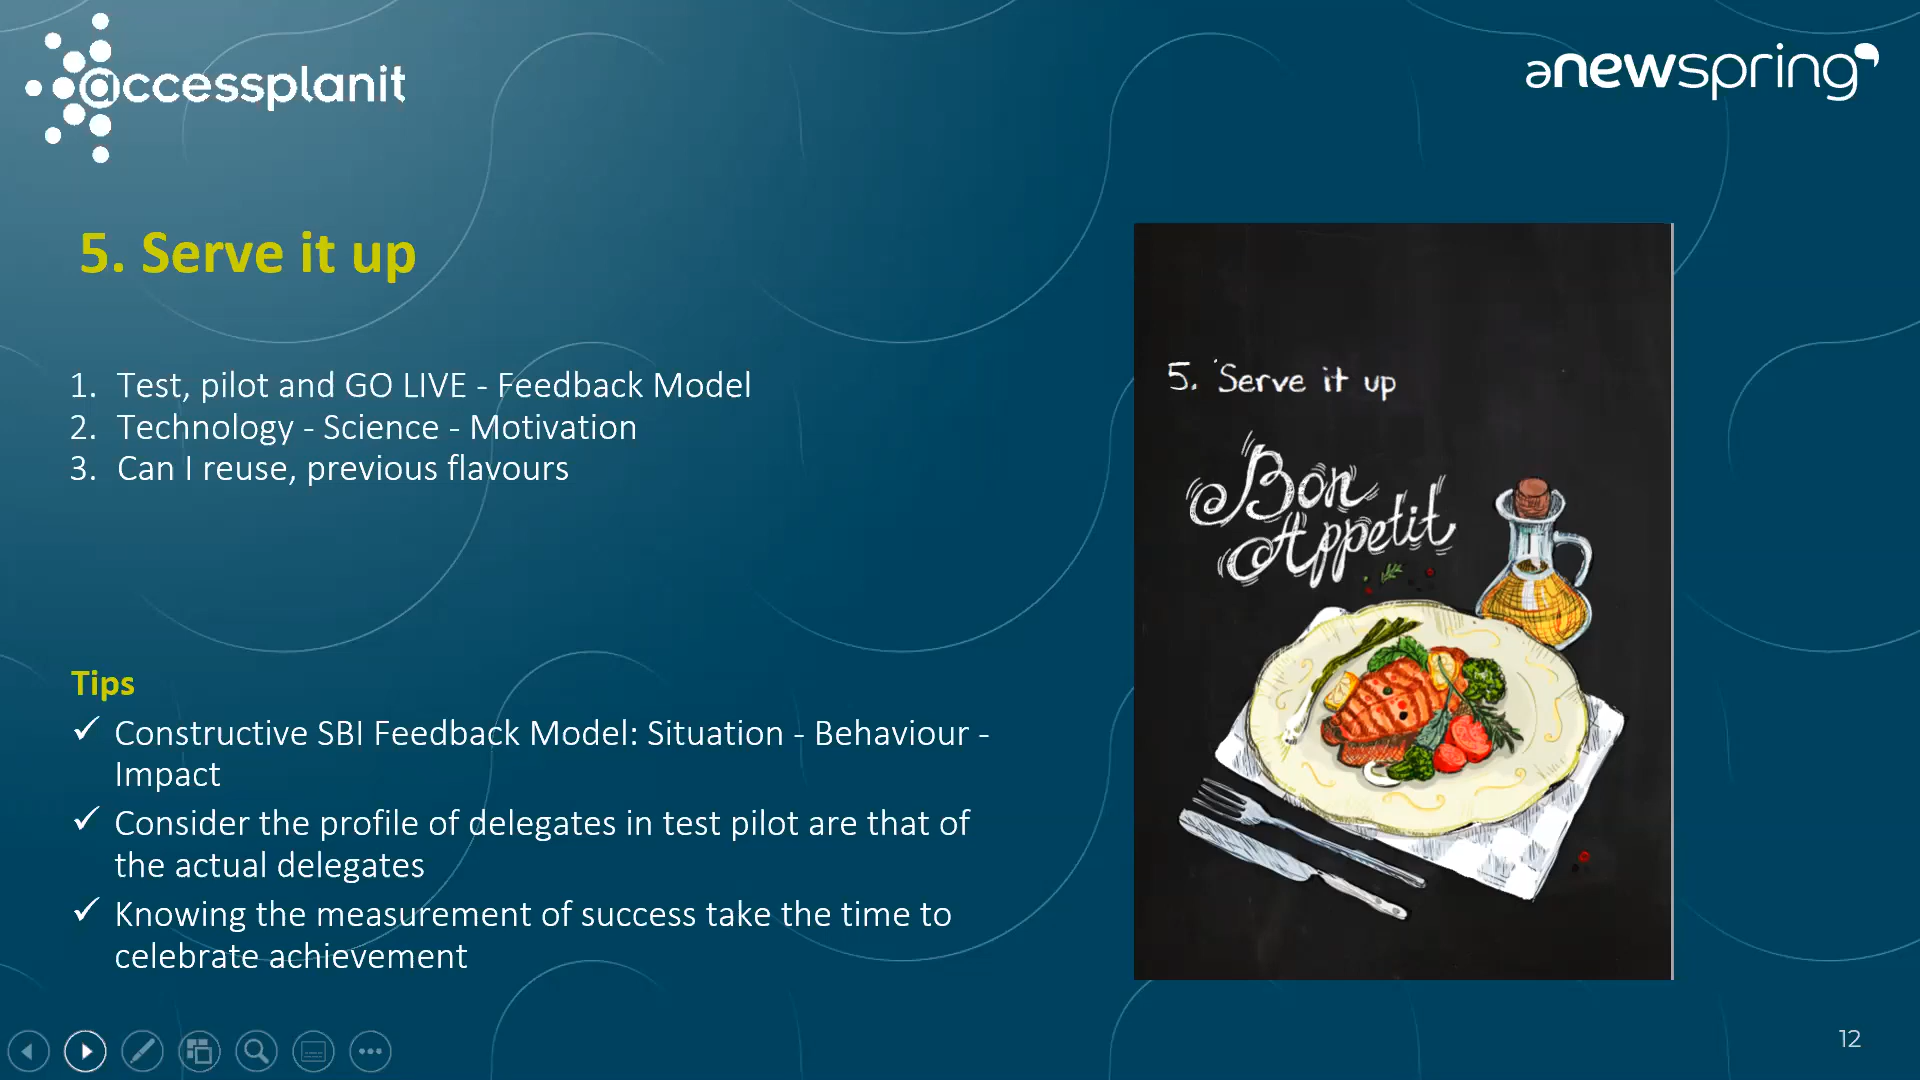 accessplanit
anewspring
5. Serve it up
1. Test, pilot and GO LIVE - Feedback Model
2. Technology - Science - Motivation
3. Can I reuse, previous flavours
5. Serve it up
Bon
Appetit
Tips
✓ Constructive SBI Feedback Model: Situation - Behaviour -
Impact
✓ Consider the profile of delegates in test pilot are that of
the actual delegates
✓ Knowing the measurement of success take the time to
celebrate achievement
12